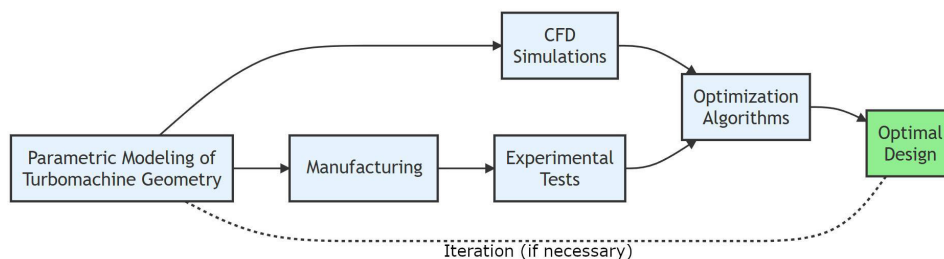 CFD
Simulations
Optimization
Algorithms
Optimal
Design
Parametric Modeling of
Turbomachine Geometry
Manufacturing
Experimental
Tests
Iteration (if necessary)